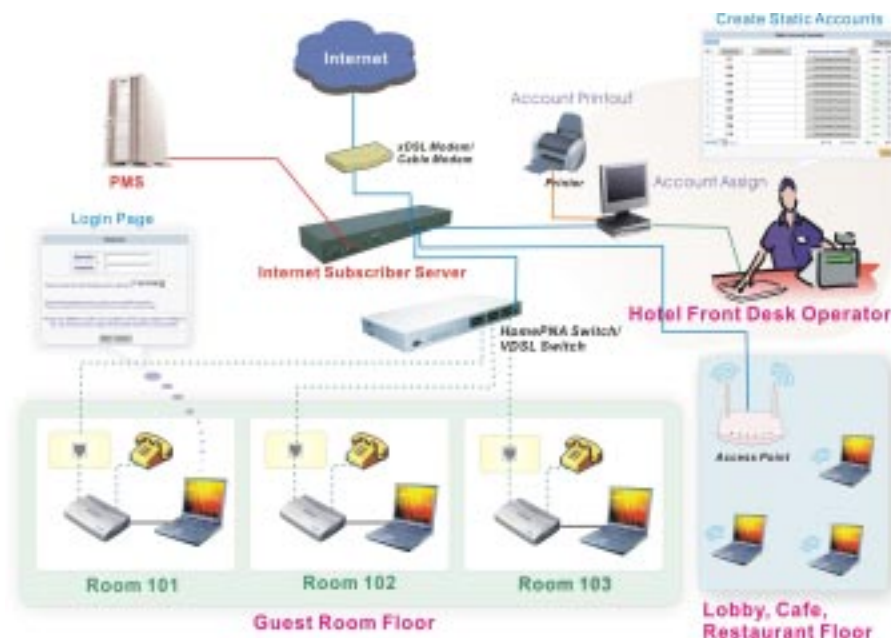 Create Static Accounts
Internet
Account Printout
xDSL Modem/
Cable Modem
PMS
Printer
Account Assign
Login Page
Internet Subscriber Server
Hotel Front Desk Operator
HomePNA Switch/
VDSL Switch
Access Point
Room 101
Room 102
Room 103
Guest Room Floor
Lobby, Cafe,
Restaurant Floor